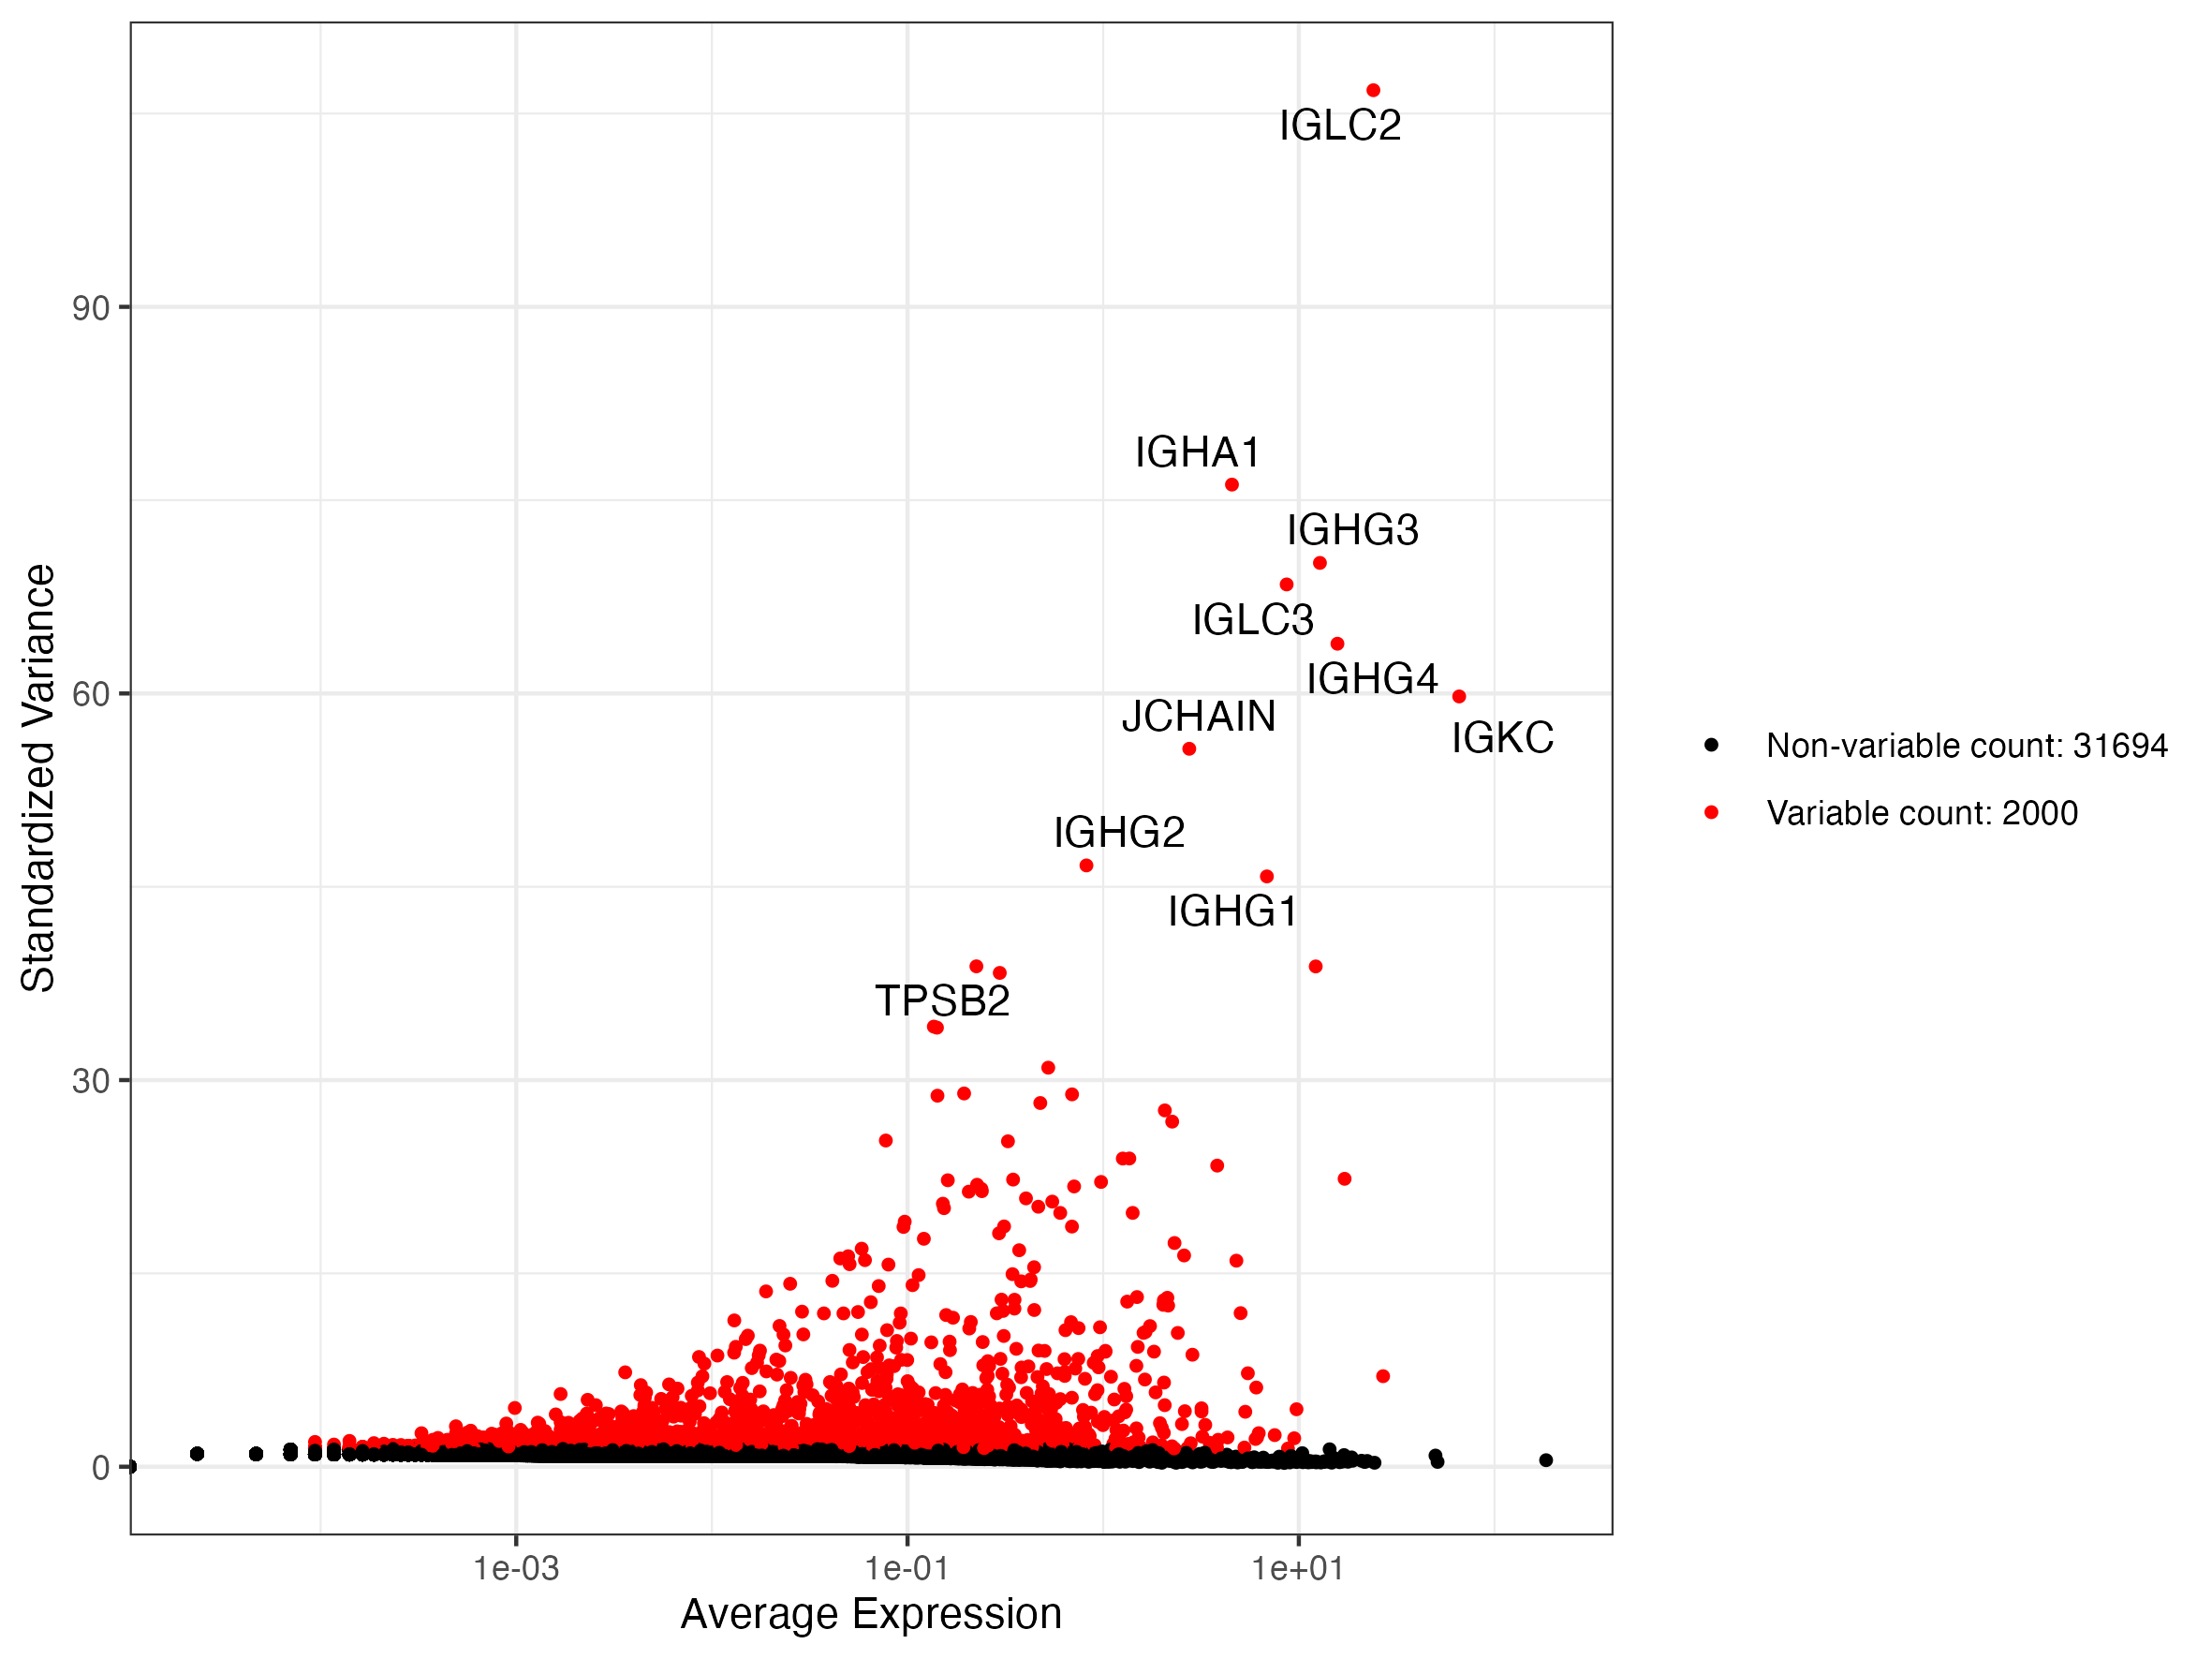 IGLC2
90
IGHA1
IGHG3
IGLC3
IGHG4
60
JCHAIN
IGKC
Non-variable count: 31694
Variable count: 2000
IGHG2
IGHG1
TPSB2
30
0
Standardized Variance
1e-03 1e-01 1e+01
Average Expression